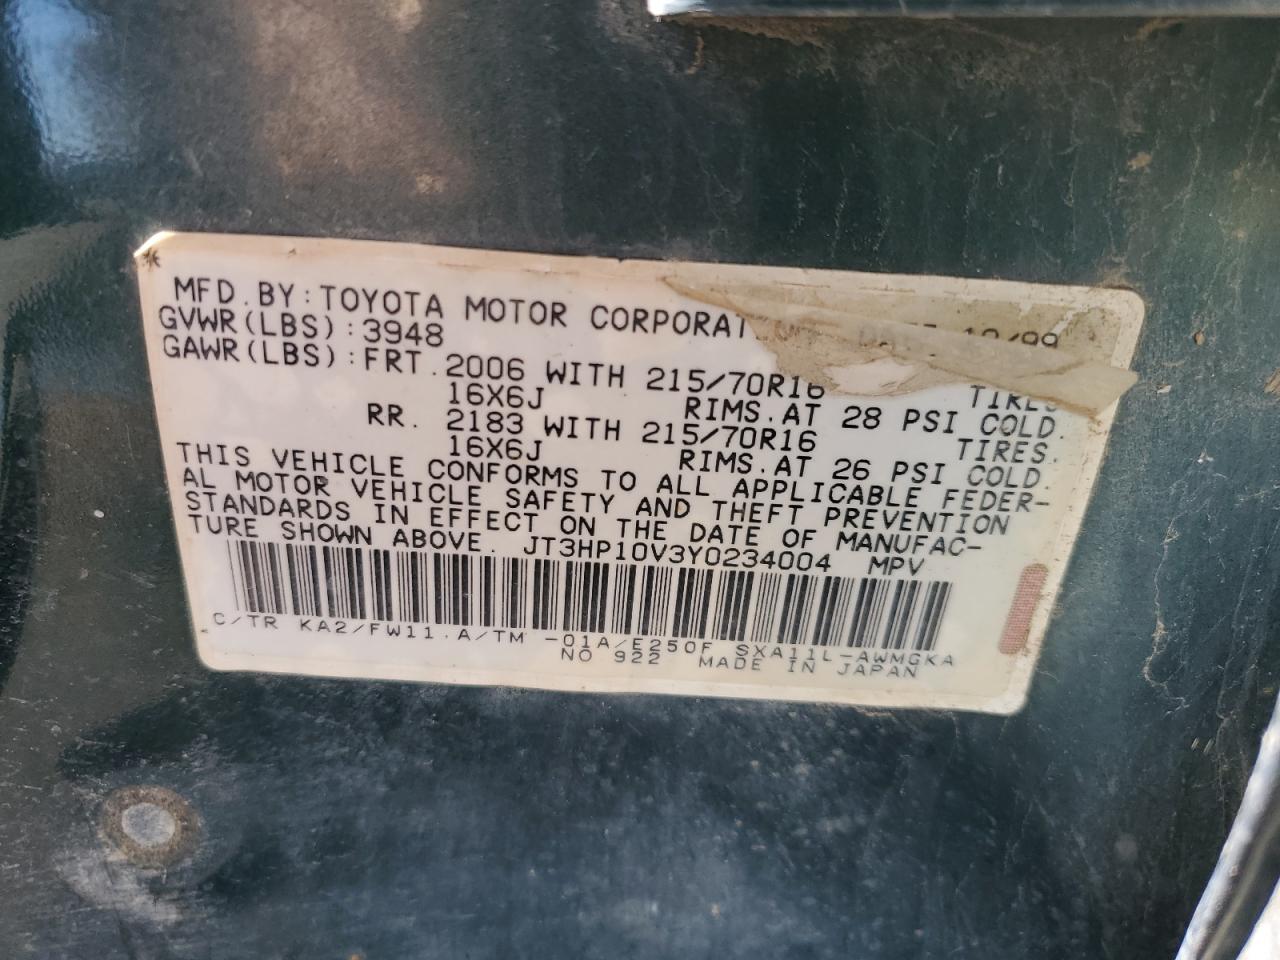 MFD. BY: TOYOTA MOTOR CORPORAT 10/99
GVWR(LBS): 3948
GAWR(LBS): FRT. 2006 WITH 215/70R16 TIRES
16X6J RIMS. AT 28 PSI COLD.
RR. 2183 WITH 215/70R16 TIRES.
16X6J RIMS. AT 26 PSI COLD.
THIS VEHICLE CONFORMS TO ALL APPLICABLE FEDER-
AL MOTOR VEHICLE SAFETY AND THEFT PREVENTION
STANDARDS IN EFFECT ON THE DATE OF MANUFAC-
TURE SHOWN ABOVE. JT3HP10V3Y0234004 MPV
C/TR KA2/FW11. A/TM -01A/E250F SXA11L-AWMGKA
NO 922 MADE IN JAPAN